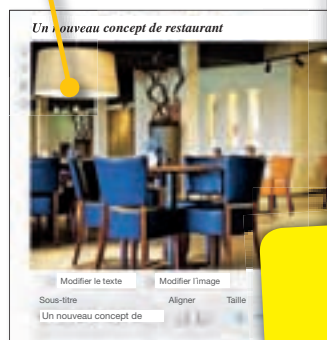 Un nouveau concept de restaurant
Modifier le texte Modifier l'image
Sous-titre Aligner Taille
Un nouveau concept de